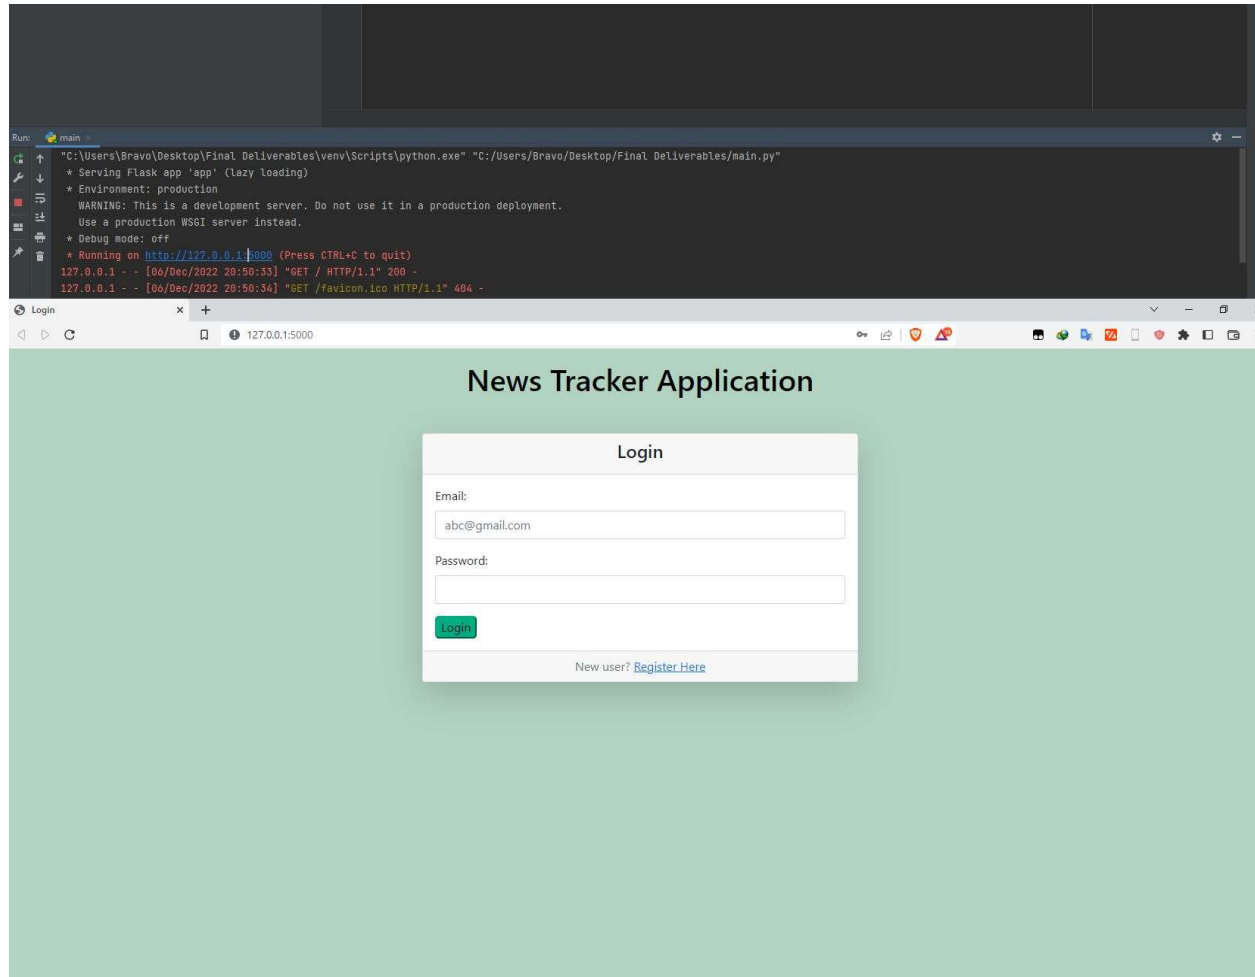 Run: main
"C:\Users\Bravo\Desktop\Final Deliverables\venv\Scripts\python.exe" "C:/Users/Bravo/Desktop/Final Deliverables/main.py"
* Serving Flask app 'app' (lazy loading)
* Environment: production
WARNING: This is a development server. Do not use it in a production deployment.
Use a production WSGI server instead.
* Debug mode: off
* Running on http://127.0.0.1:5000 (Press CTRL+C to quit)
127.0.0.1 - - [06/Dec/2022 20:50:33] "GET / HTTP/1.1" 200 -
127.0.0.1 - - [06/Dec/2022 20:50:34] "GET /favicon.ico HTTP/1.1" 404 -
Login
127.0.0.1:5000
News Tracker Application
Login
Email:
abc@gmail.com
Password:
Login
New user? Register Here